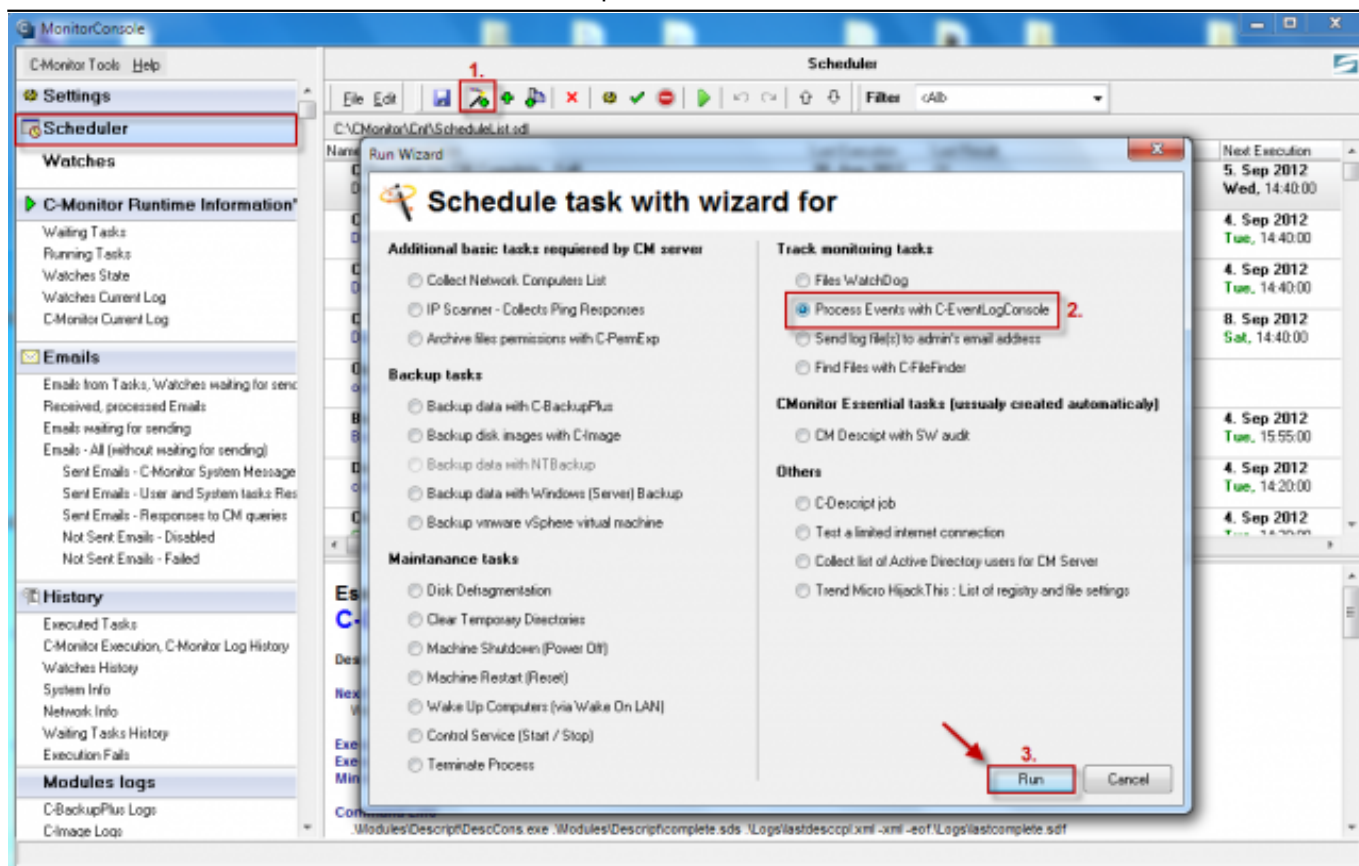 MonitorConsole
C-Monitor Tools Help
Settings
Scheduler
Watches
C-Monitor Runtime Information"
Waiting Tasks
Running Tasks
Watches State
Watches Current Log
C-Monitor Current Log
Emails
Emails from Tasks, Watches waiting for senc
Received, processed Emails
Emails waiting for sending
Emails - All (without waiting for sending)
Sent Emails - C-Monitor System Message
Sent Emails - User and System tasks Res
Sent Emails - Responses to CM queries
Not Sent Emails - Disabled
Not Sent Emails - Failed
History
Executed Tasks
C-Monitor Execution, C-Monitor Log History
Watches History
System Info
Network Info
Waiting Tasks History
Execution Fails
Modules logs
C-BackupPlus Logs
C-Image Logs
Scheduler
1.
File Edit
Filter <All>
C:\CMonitor\Cnf\ScheduleList.sdl
Name
Next Execution
5. Sep 2012
Wed, 14:40:00
4. Sep 2012
Tue, 14:40:00
4. Sep 2012
Tue, 14:40:00
8. Sep 2012
Sat, 14:40:00
4. Sep 2012
Tue, 15:55:00
4. Sep 2012
Tue, 14:20:00
4. Sep 2012
Run Wizard
Schedule task with wizard for
Additional basic tasks requiered by CM server
Collect Network Computers List
IP Scanner - Collects Ping Responses
Archive files permissions with C-PermExp
Backup tasks
Backup data with C-BackupPlus
Backup disk images with C-Image
Backup data with NTBackup
Backup data with Windows (Server) Backup
Backup vmware vSphere virtual machine
Maintanance tasks
Disk Defragmentation
Clear Temporary Directories
Machine Shutdown (Power Off)
Machine Restart (Reset)
Wake Up Computers (via Wake On LAN)
Control Service (Start / Stop)
Terminate Process
Track monitoring tasks
Files WatchDog
Process Events with C-EventLogConsole
2.
Send log file(s) to admin's email address
Find Files with C-FileFinder
CMonitor Essential tasks (ussualy created automaticaly)
CM Descript with SW audit
Others
C-Descript job
Test a limited internet connection
Collect list of Active Directory users for CM Server
Trend Micro HijackThis : List of registry and file settings
3.
Run
Cancel
.\Modules\Descript\DescCons.exe .\Modules\Descript\complete.sds .\Logs\lastdesccpl.xml -xml -eof.\Logs\lastcomplete.sdf